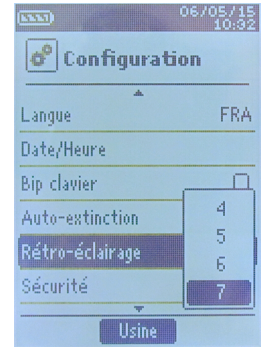 06/05/15
10:32
Configuration
Langue FRA
Date/Heure
Bip clavier
Auto-extinction
4
5
Rétro-éclairage
6
Sécurité
7
Usine